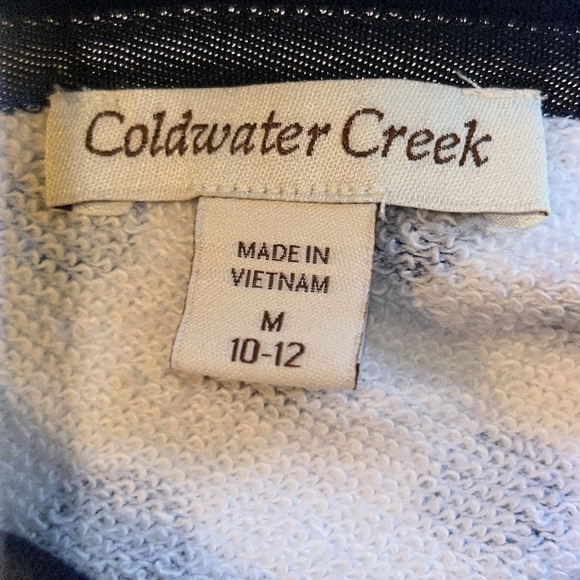 Coldwater Creek
MADE IN
VIETNAM
M
10-12